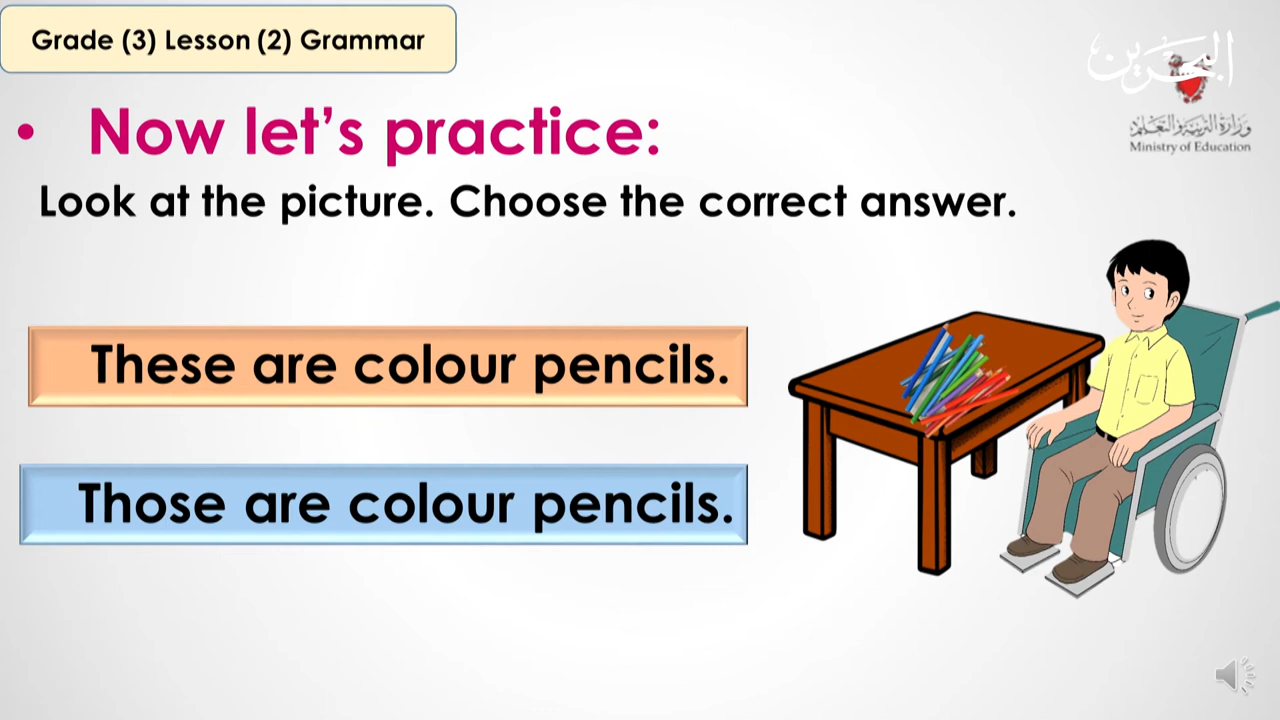 Grade (3) Lesson (2) Grammar
البحرين
وزارة التربية والتعليم
Ministry of Education
• Now let's practice:
Look at the picture. Choose the correct answer.
These are colour pencils.
Those are colour pencils.